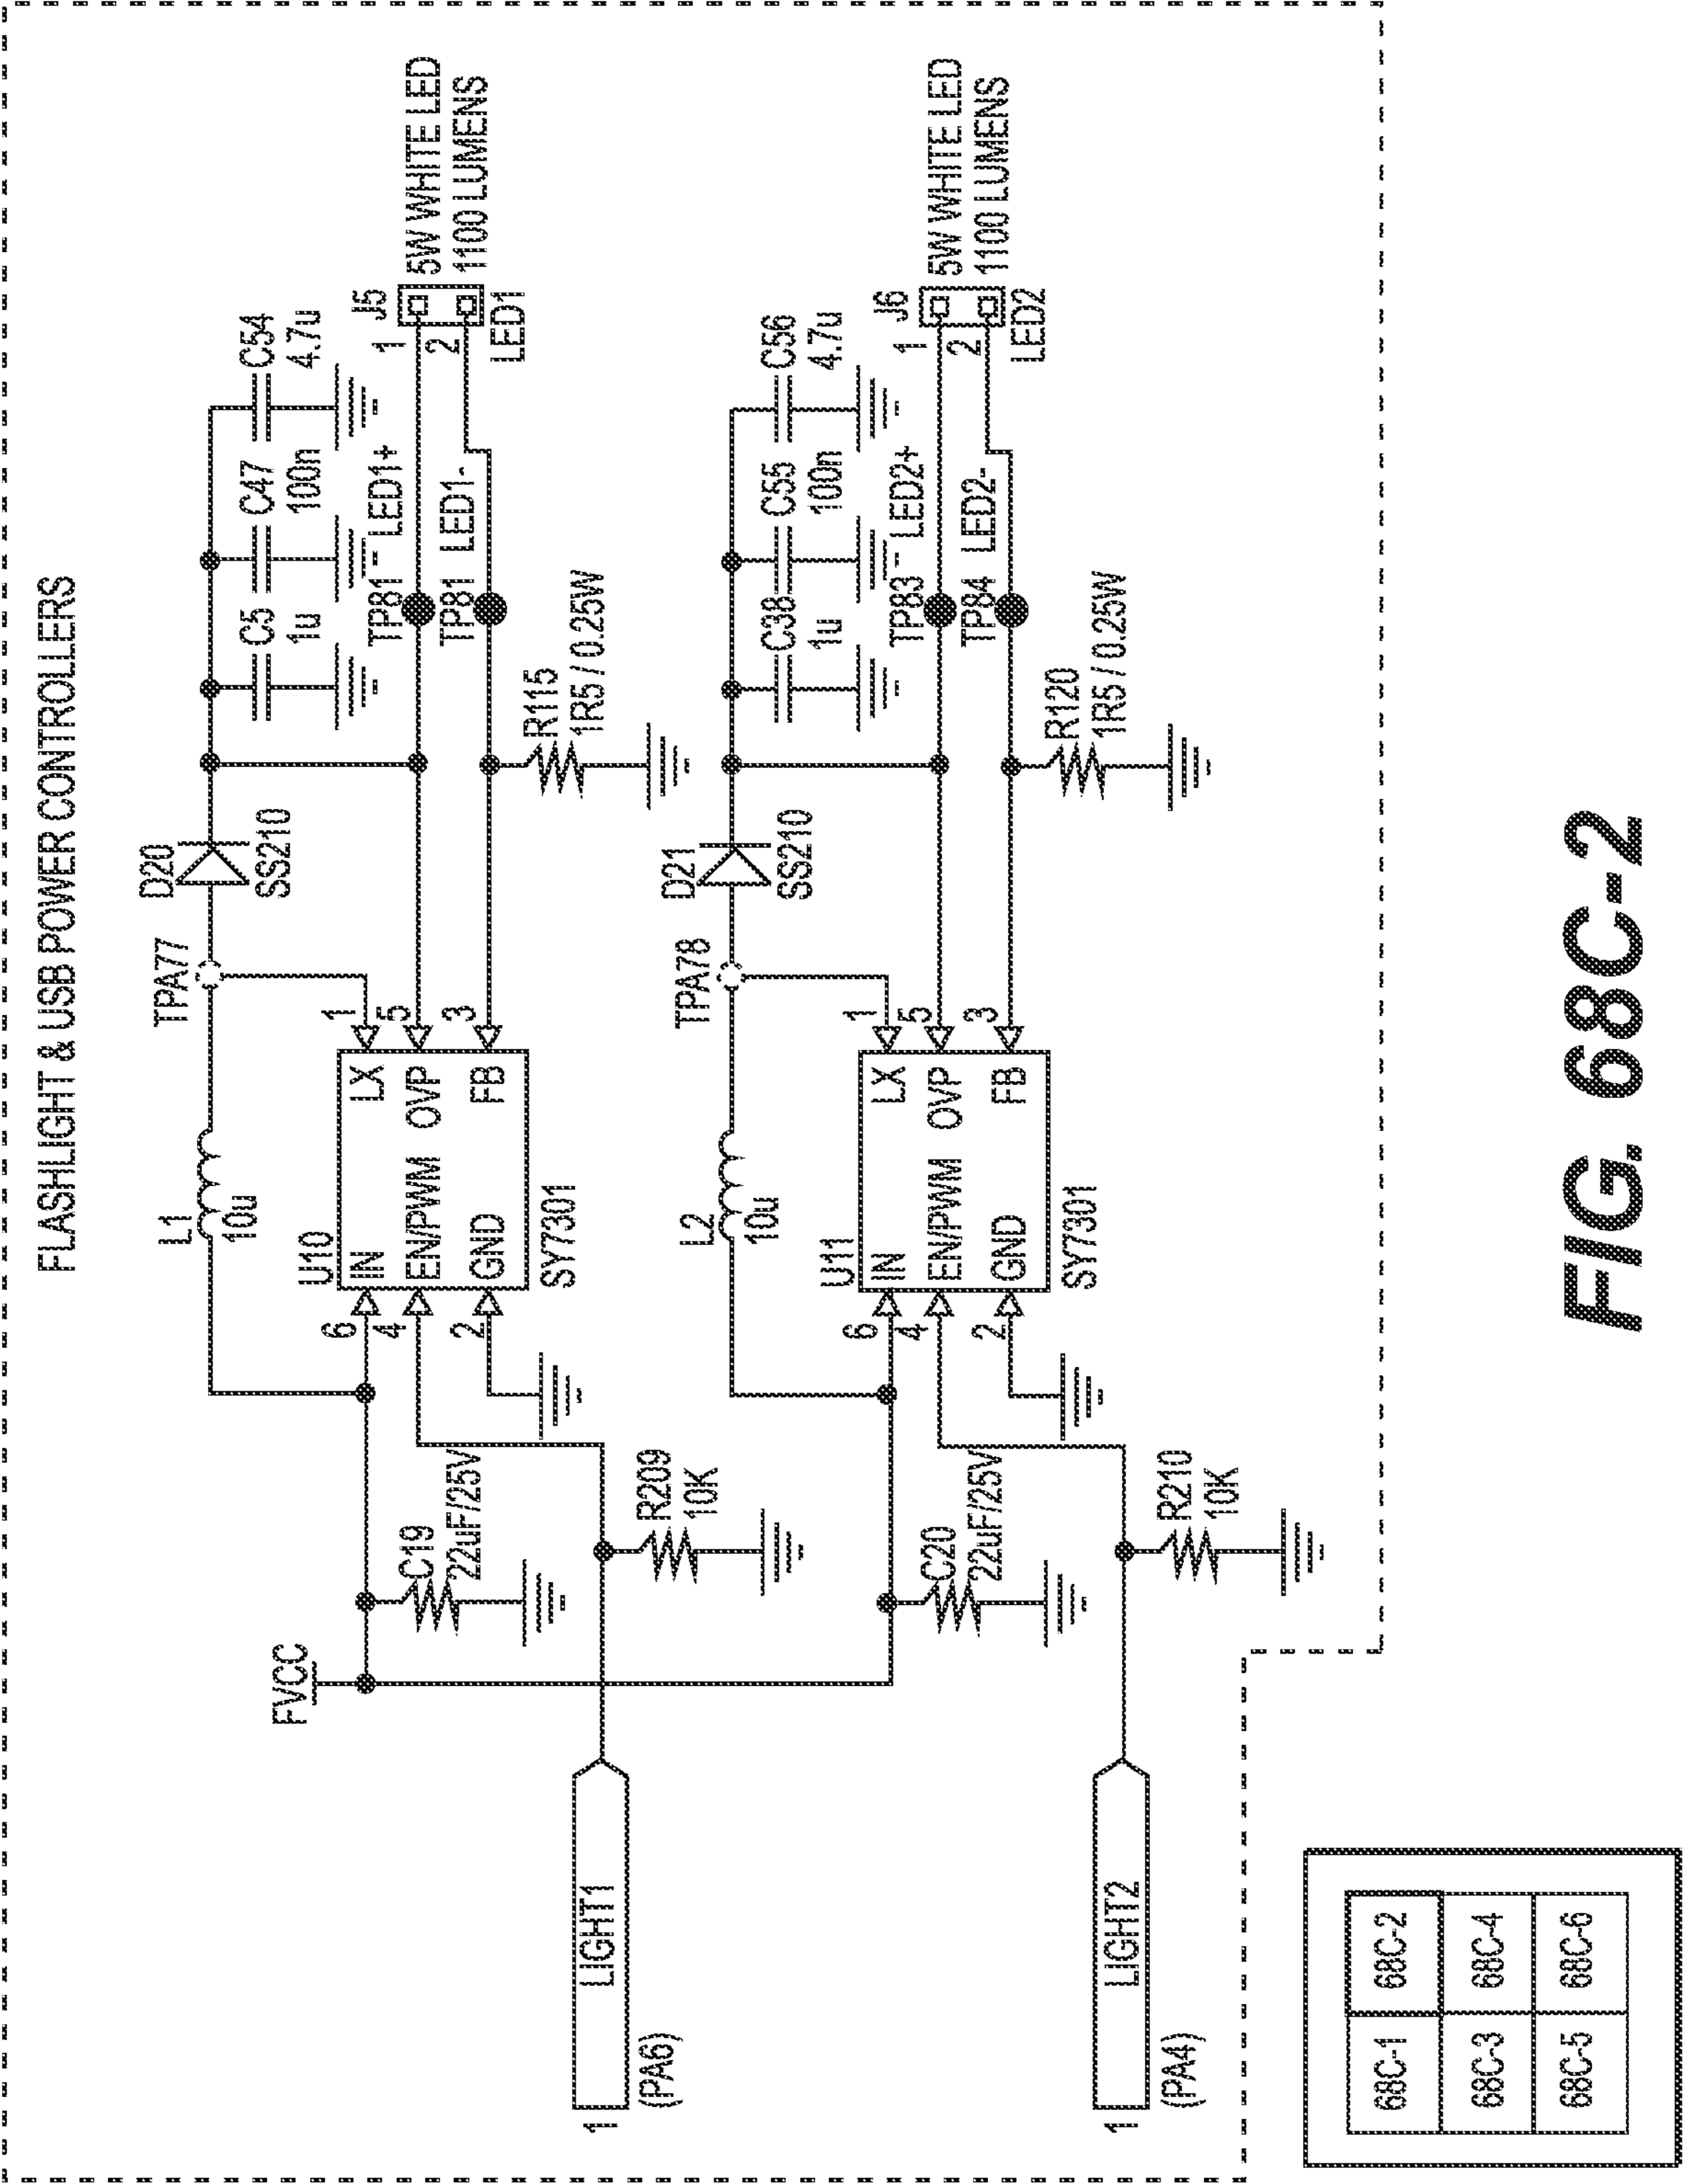 FLASHLIGHT & USB POWER CONTROLLERS
L1
10u
TPA77
D20
SS210
C5
1u
C47
100n
C54
4.7u
FVCC
U10
6
IN
LX
1
4
EN/PWM
OVP
5
2
GND
FB
3
SY7301
C19
22uF/25V
TP81
LED1+
TP81
LED1-
J5
1
2
LED1
5W WHITE LED
1100 LUMENS
R115
1R5 / 0.25W
1
LIGHT1
(PA6)
R209
10K
L2
10u
TPA78
D21
SS210
C38
1u
C55
100n
C56
4.7u
U11
6
IN
LX
1
4
EN/PWM
OVP
5
2
GND
FB
3
SY7301
C20
22uF/25V
TP83
LED2+
TP84
LED2-
J6
1
2
LED2
5W WHITE LED
1100 LUMENS
R120
1R5 / 0.25W
1
LIGHT2
(PA4)
R210
10K
68C-1 68C-2
68C-3 68C-4
68C-5 68C-6
FIG. 68C-2